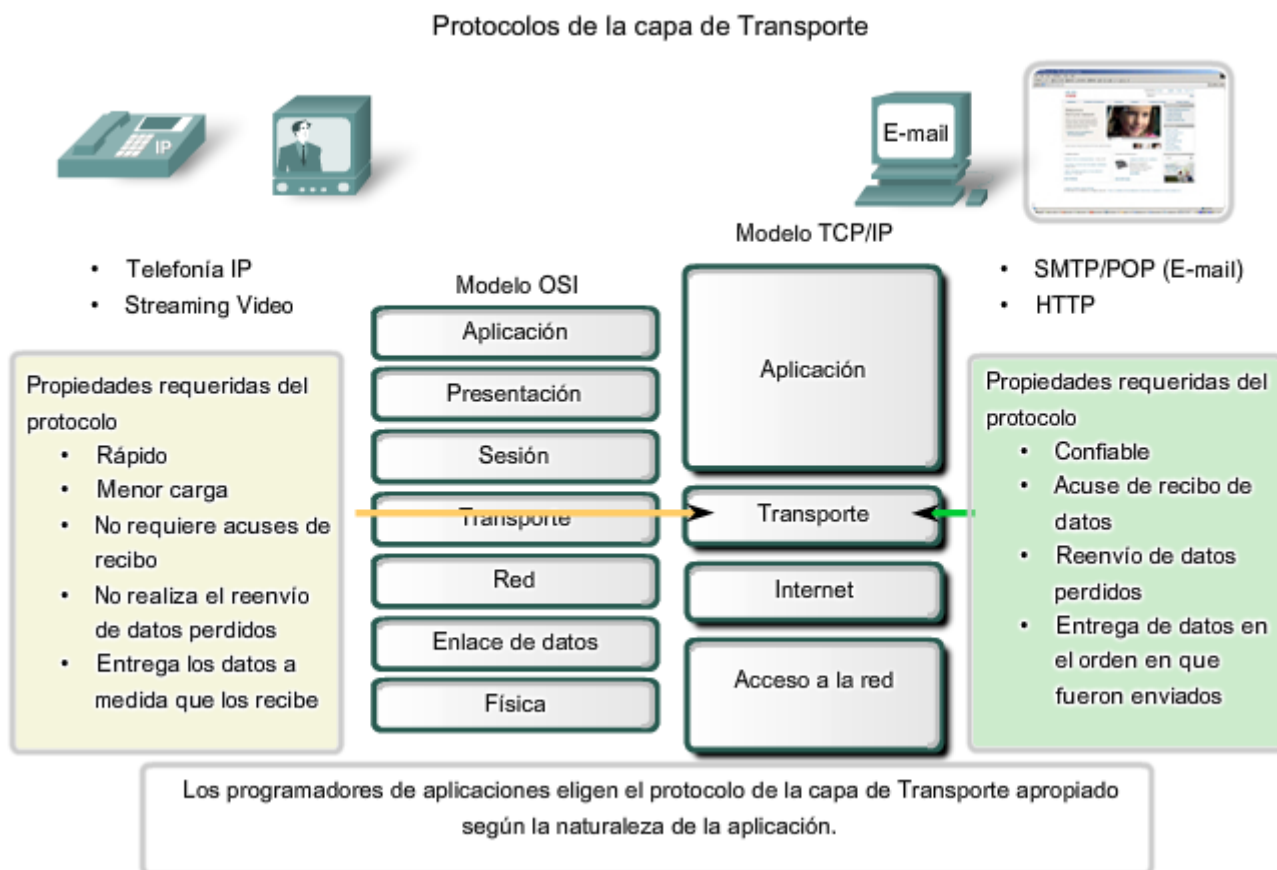 Protocolos de la capa de Transporte
IP
E-mail
• Telefonía IP
• Streaming Video
Modelo OSI
Aplicación
Presentación
Sesión
Transporte
Red
Enlace de datos
Física
Modelo TCP/IP
Aplicación
Transporte
Internet
Acceso a la red
• SMTP/POP (E-mail)
• HTTP
Propiedades requeridas del
protocolo
• Rápido
• Menor carga
• No requiere acuses de
recibo
• No realiza el reenvío
de datos perdidos
• Entrega los datos a
medida que los recibe
Propiedades requeridas del
protocolo
• Confiable
• Acuse de recibo de
datos
• Reenvío de datos
perdidos
• Entrega de datos en
el orden en que
fueron enviados
Los programadores de aplicaciones eligen el protocolo de la capa de Transporte apropiado
según la naturaleza de la aplicación.